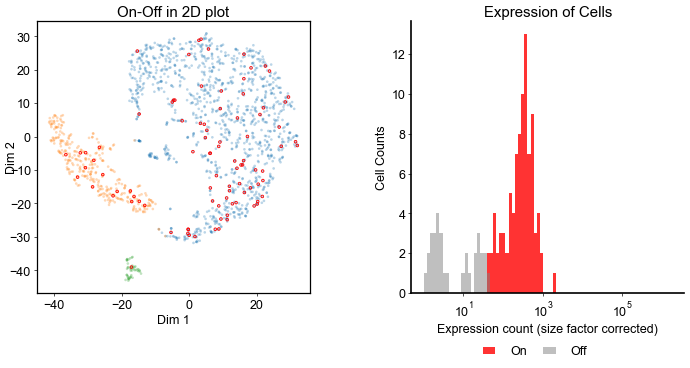 On-Off in 2D plot
Dim 2
30
20
10
0
−10
−20
−30
−40
−40
−20
0
20
Dim 1
Expression of Cells
Cell Counts
12
10
8
6
4
2
0
10^1
10^3
10^5
Expression count (size factor corrected)
On
Off